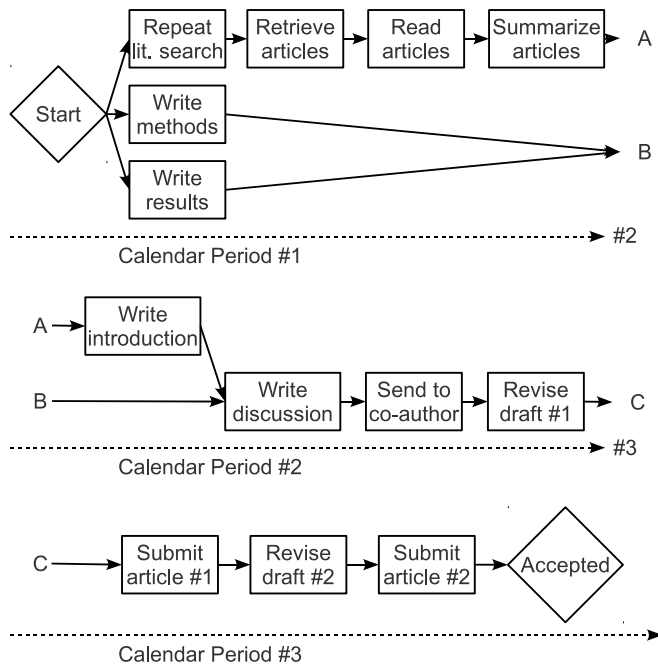 Repeat
lit. search
Retrieve
articles
Read
articles
Summarize
articles
A
Start
Write
methods
B
Write
results
#2
Calendar Period #1
A
Write
introduction
B
Write
discussion
Send to
co-author
Revise
draft #1
C
#3
Calendar Period #2
C
Submit
article #1
Revise
draft #2
Submit
article #2
Accepted
Calendar Period #3